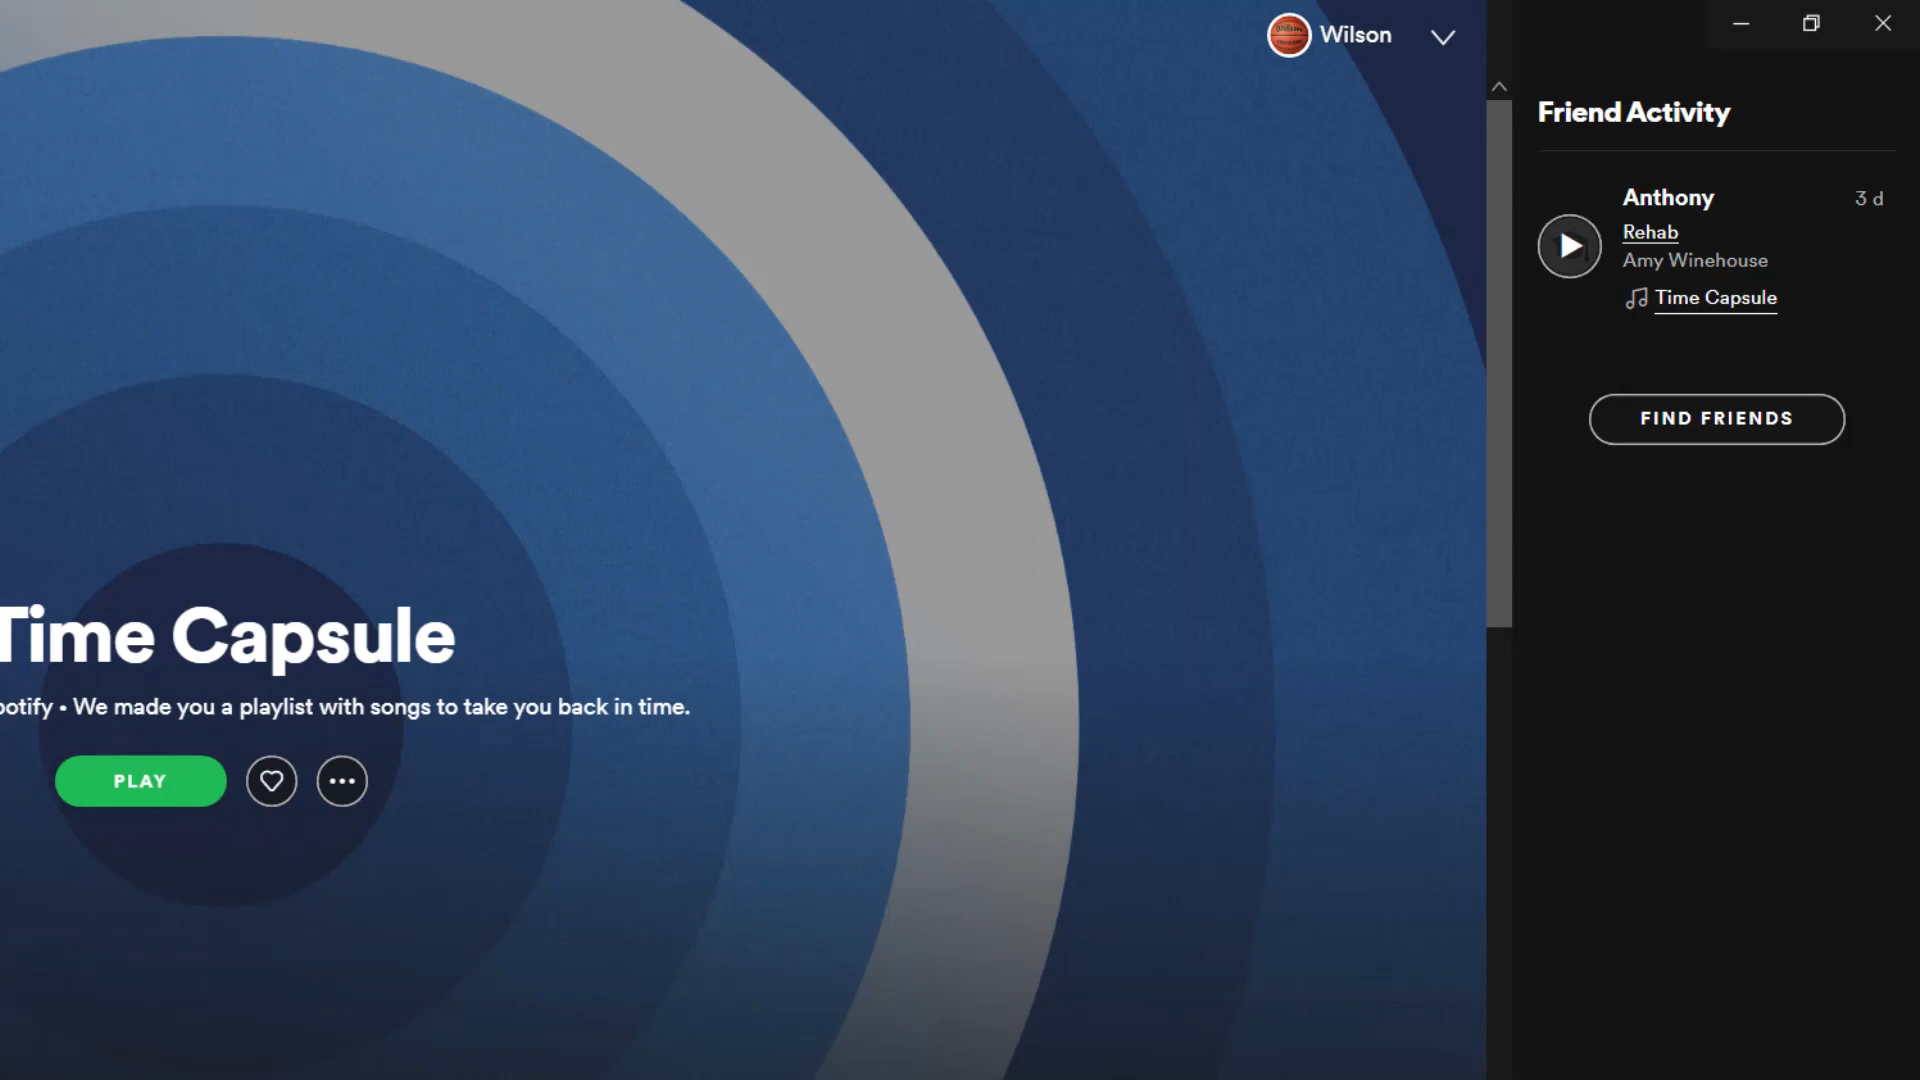 Wilson
Friend Activity
Anthony
3 d
Rehab
Amy Winehouse
Time Capsule
FIND FRIENDS
Time Capsule
potify • We made you a playlist with songs to take you back in time.
PLAY